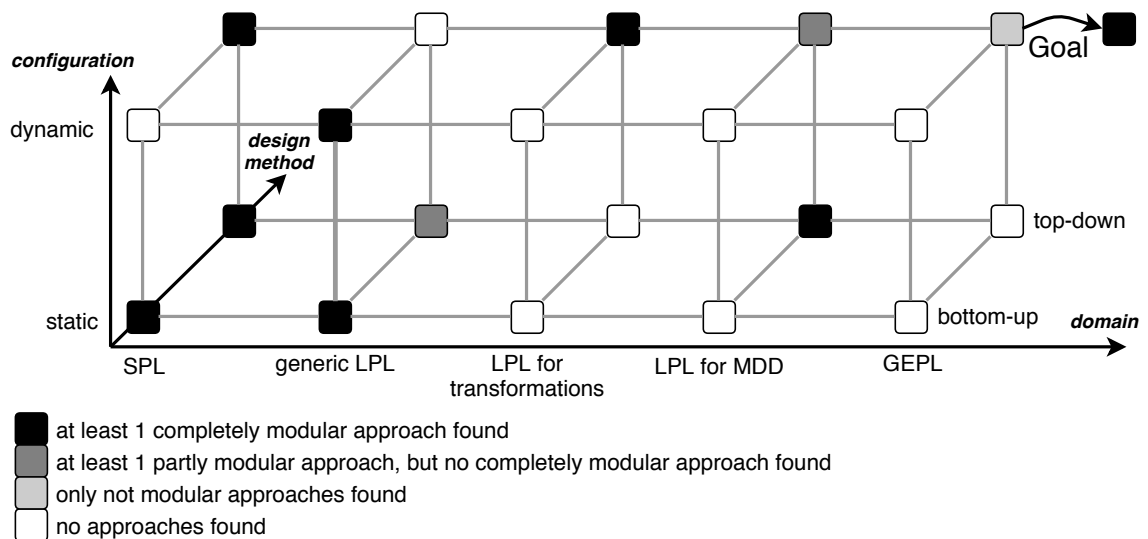 Goal
configuration
dynamic
design
method
top-down
static
bottom-up
domain
SPL
generic LPL
LPL for
transformations
LPL for MDD
GEPL
at least 1 completely modular approach found
at least 1 partly modular approach, but no completely modular approach found
only not modular approaches found
no approaches found